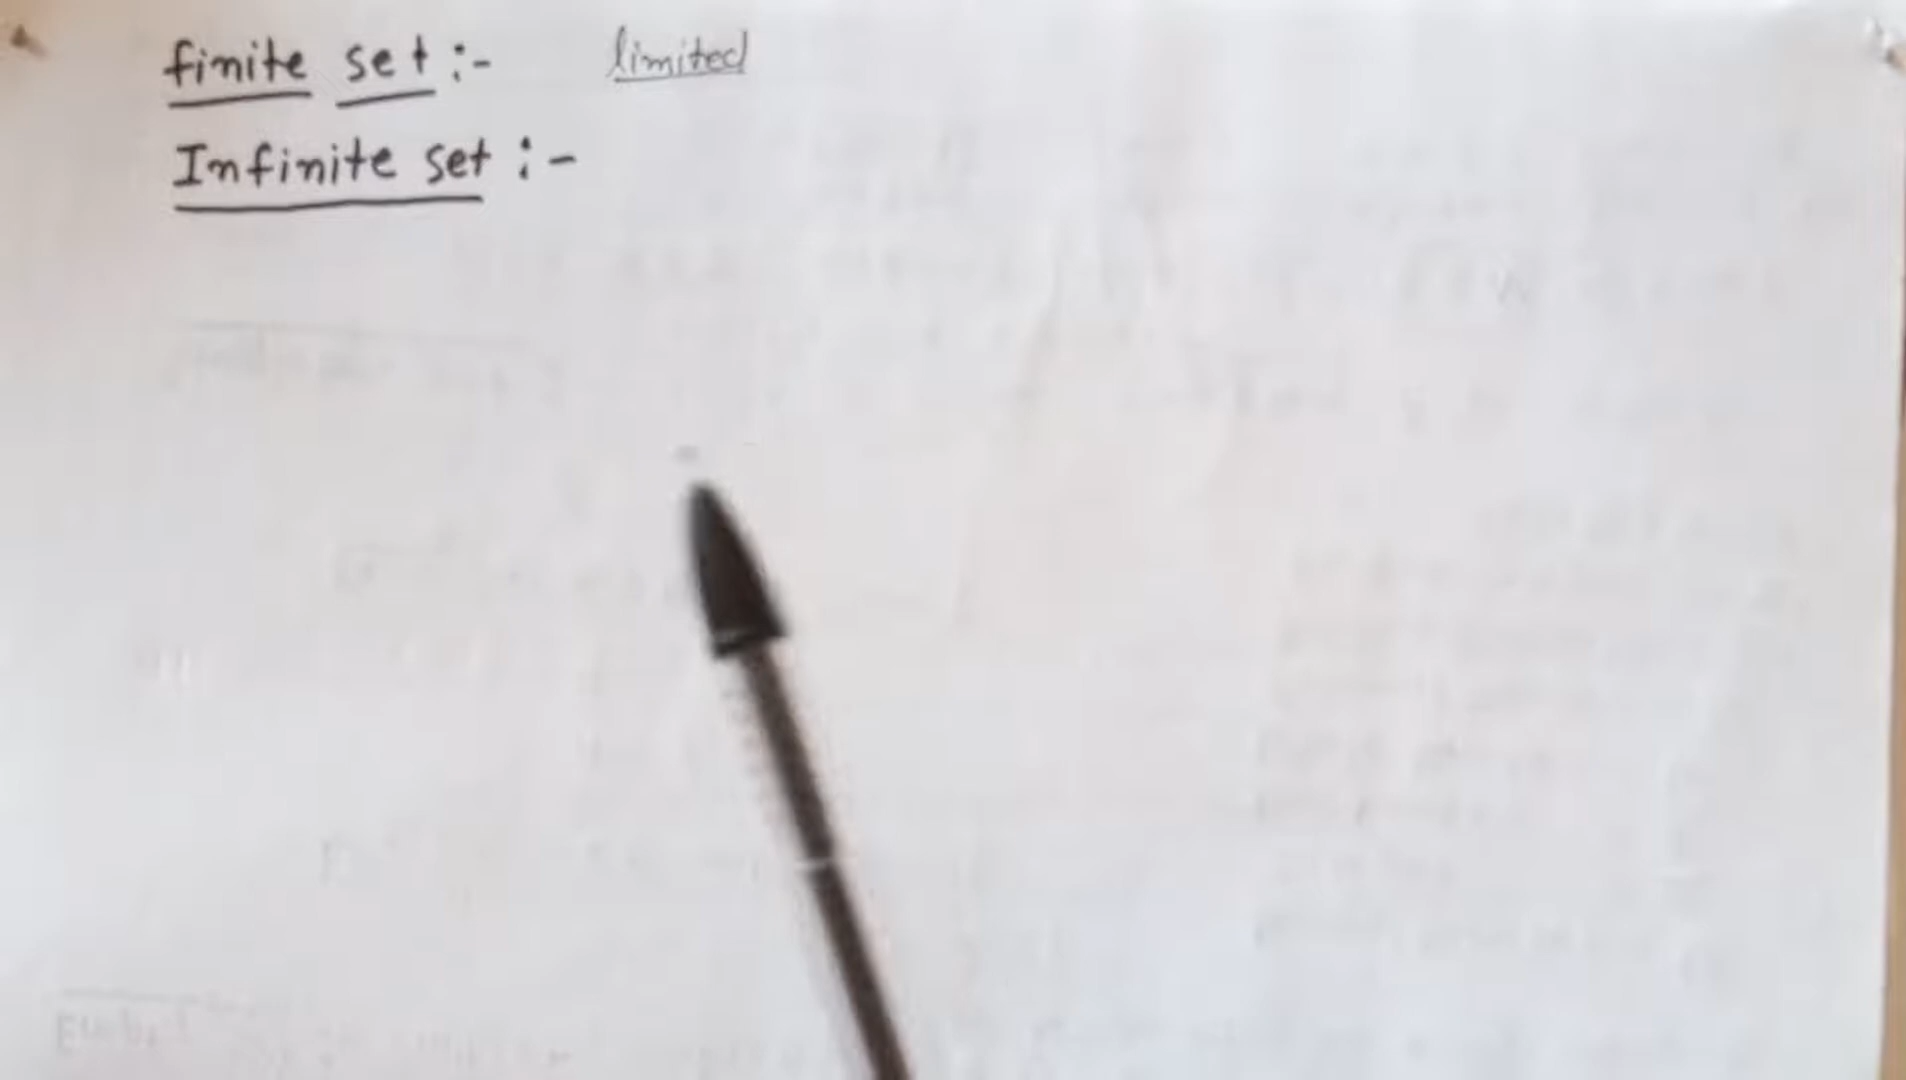 finite set :- limited
Infinite set :-